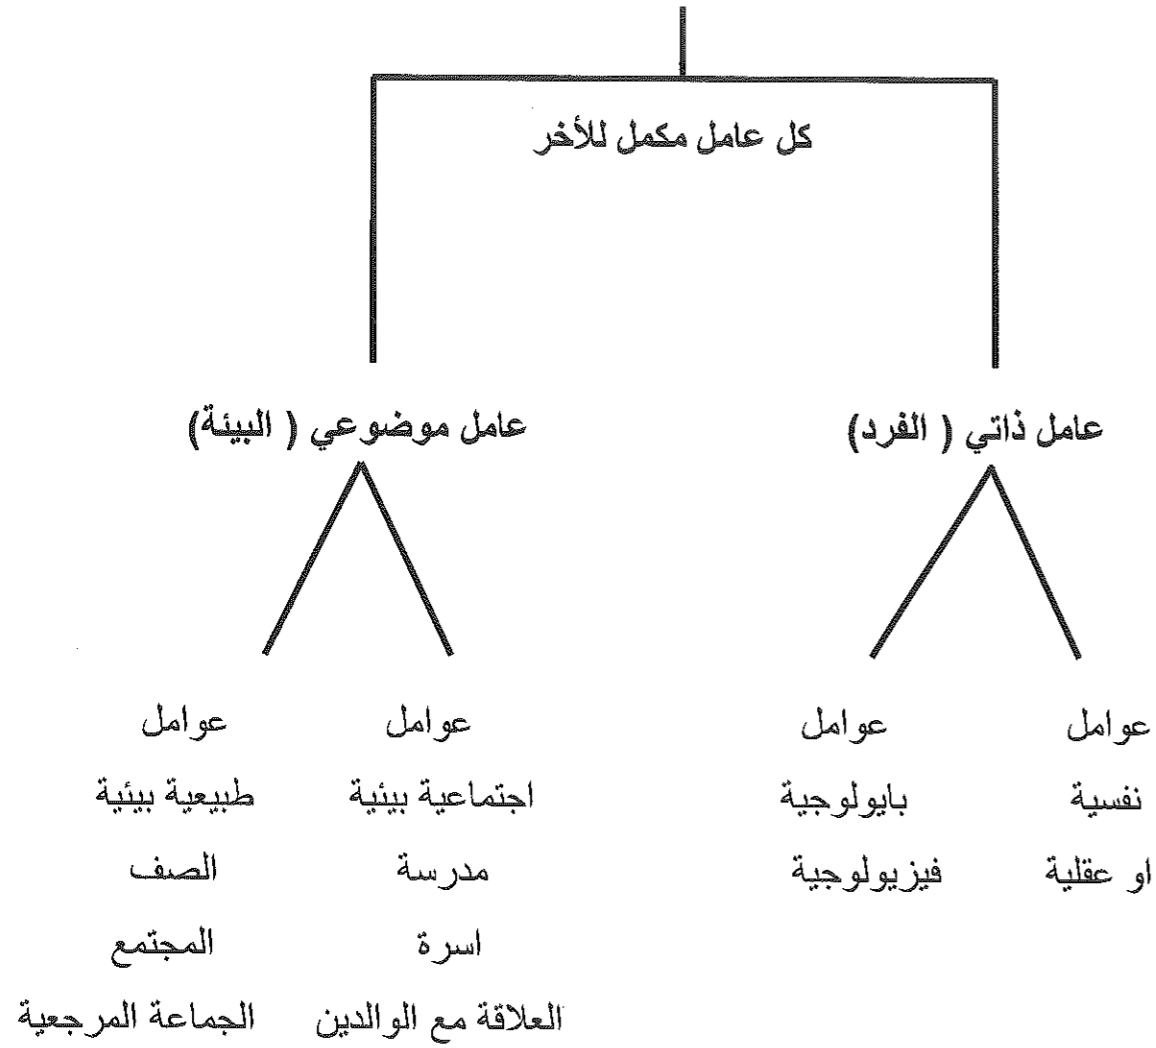 كل عامل مكمل للأخر
عامل ذاتي ( الفرد)
عامل موضوعي ( البيئة)
عوامل
نفسية
او عقلية
عوامل
بايولوجية
فيزيولوجية
عوامل
اجتماعية بيئية
مدرسة
اسرة
العلاقة مع الوالدين
عوامل
طبيعية بيئية
الصف
المجتمع
الجماعة المرجعية